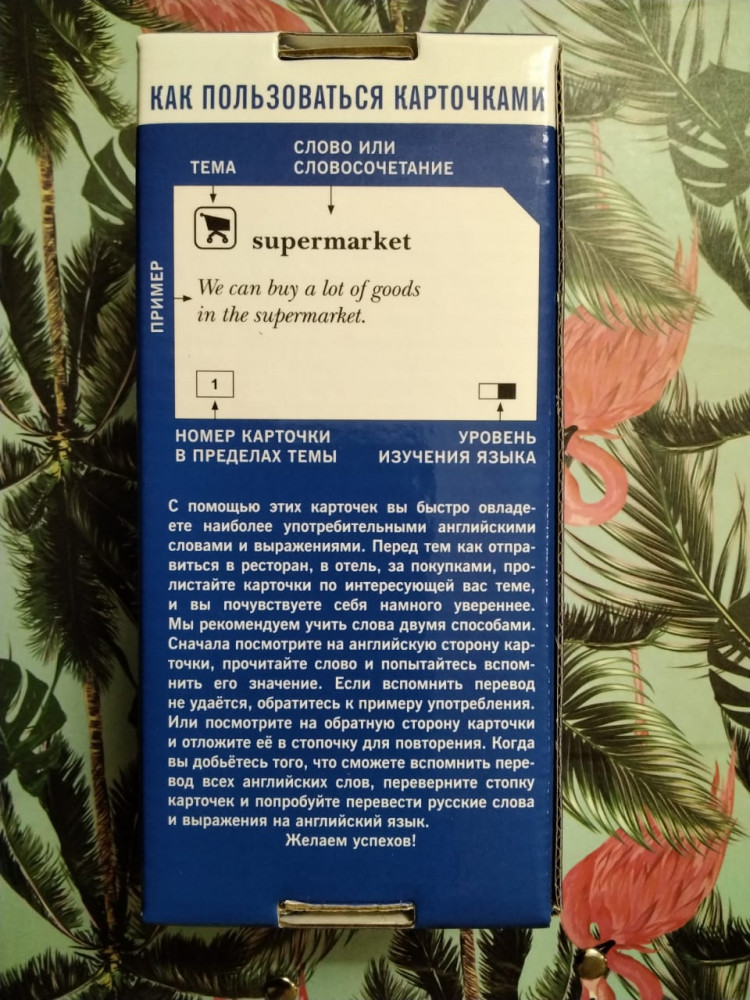 КАК ПОЛЬЗОВАТЬСЯ КАРТОЧКАМИ
ТЕМА
СЛОВО ИЛИ
СЛОВОСОЧЕТАНИЕ
supermarket
ПРИМЕР
We can buy a lot of goods
in the supermarket.
1
НОМЕР КАРТОЧКИ
В ПРЕДЕЛАХ ТЕМЫ
УРОВЕНЬ
ИЗУЧЕНИЯ ЯЗЫКА
С помощью этих карточек вы быстро овладе-
ете наиболее употребительными английскими
словами и выражениями. Перед тем как отпра-
виться в ресторан, в отель, за покупками, про-
листайте карточки по интересующей вас теме,
и вы почувствуете себя намного увереннее.
Мы рекомендуем учить слова двумя способами.
Сначала посмотрите на английскую сторону кар-
точки, прочитайте слово и попытайтесь вспом-
нить его значение. Если вспомнить перевод
не удаётся, обратитесь к примеру употребления.
Или посмотрите на обратную сторону карточки
и отложите её в стопочку для повторения. Когда
вы добьётесь того, что сможете вспомнить пере-
вод всех английских слов, переверните стопку
карточек и попробуйте перевести русские слова
и выражения на английский язык.
Желаем успехов!